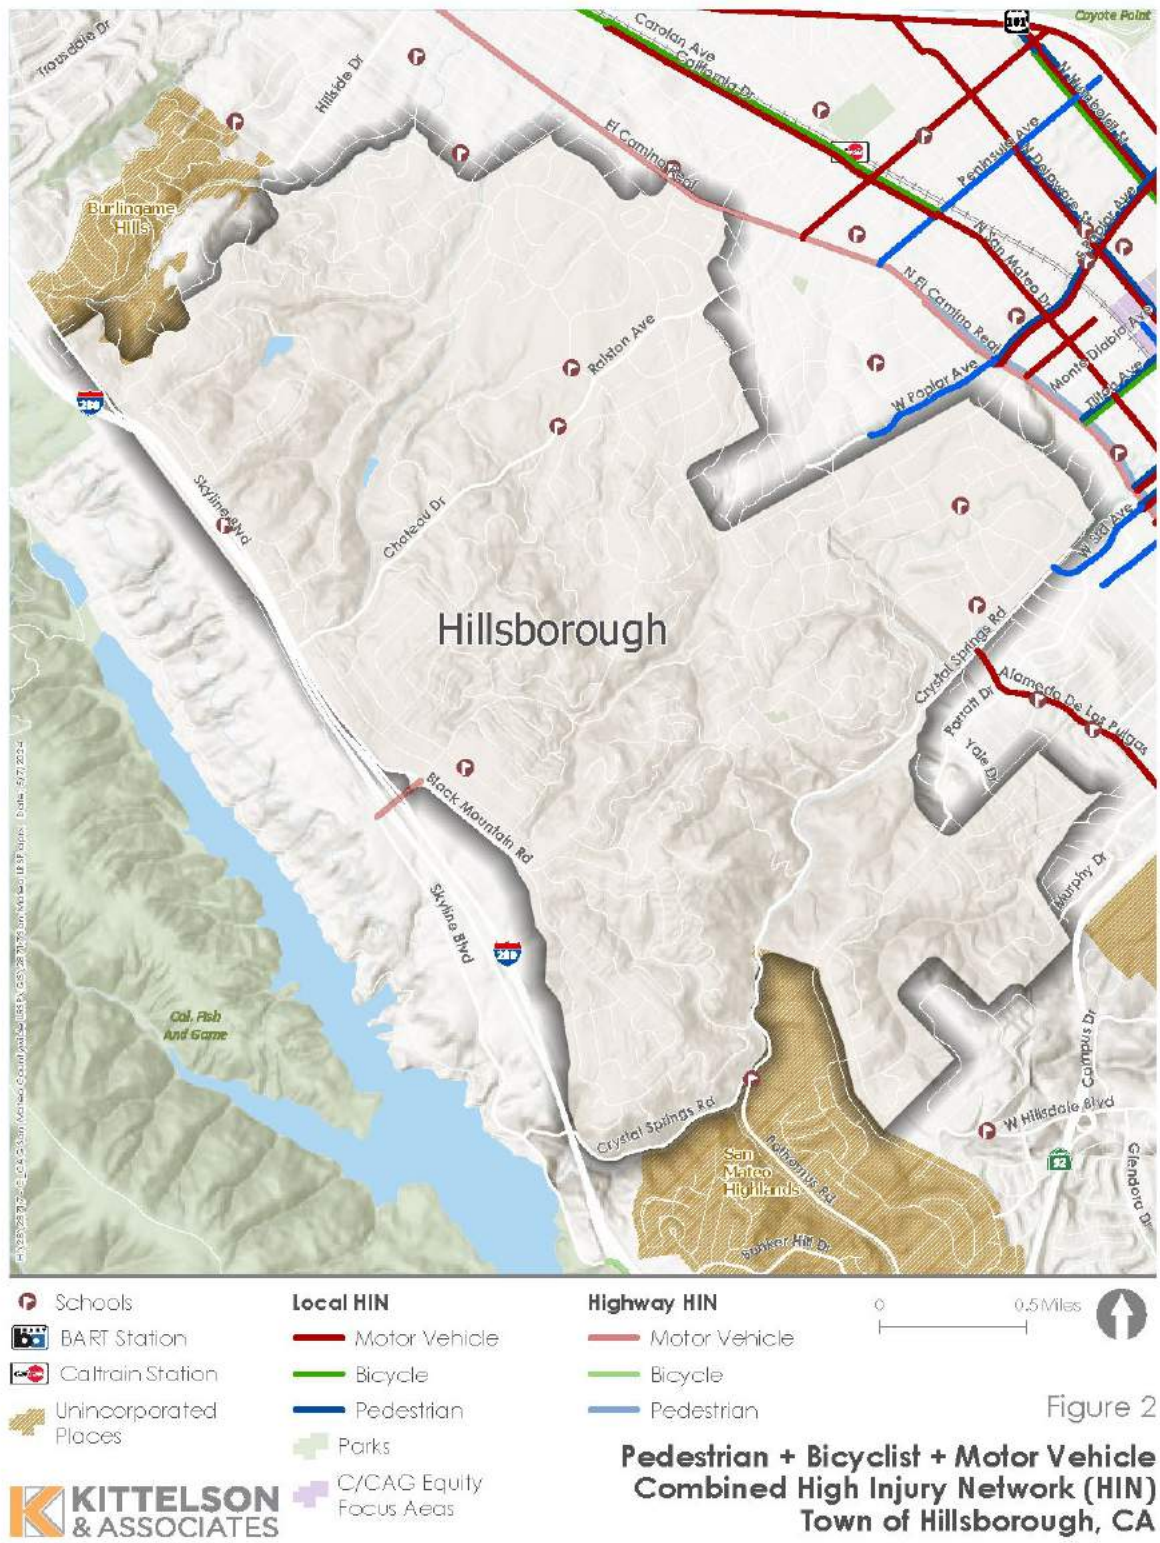 Trousdale Dr
Hillside Dr
Carolan Ave
California Dr
101
Coyote Point
N Humboldt St
El Camino Real
Peninsula Ave
N Delaware St
Burlingame
Hills
N San Mateo Dr
N El Camino Real
Ralston Ave
Monte Diablo Ave
W Poplar Ave
Tilton Ave
280
Skyline Blvd
Chateau Dr
W 3rd Ave
Hillsborough
Crystal Springs Rd
Alameda De Las Pulgas
Parrott Dr
Yale Dr
Black Mountain Rd
Murphy Dr
Skyline Blvd
280
Cal. Fish
And Game
Campus Dr
Crystal Springs Rd
W Hillsdale Blvd
San
Mateo
Highlands
Polhemus Rd
92
Glendora Dr
Bunker Hill Dr
Schools
BART Station
Caltrain Station
Unincorporated
Places
Local HIN
Motor Vehicle
Bicycle
Pedestrian
Parks
C/CAG Equity
Focus Aeas
Highway HIN
Motor Vehicle
Bicycle
Pedestrian
0 0.5 Miles
Figure 2
Pedestrian + Bicyclist + Motor Vehicle
Combined High Injury Network (HIN)
Town of Hillsborough, CA
KITTELSON
& ASSOCIATES